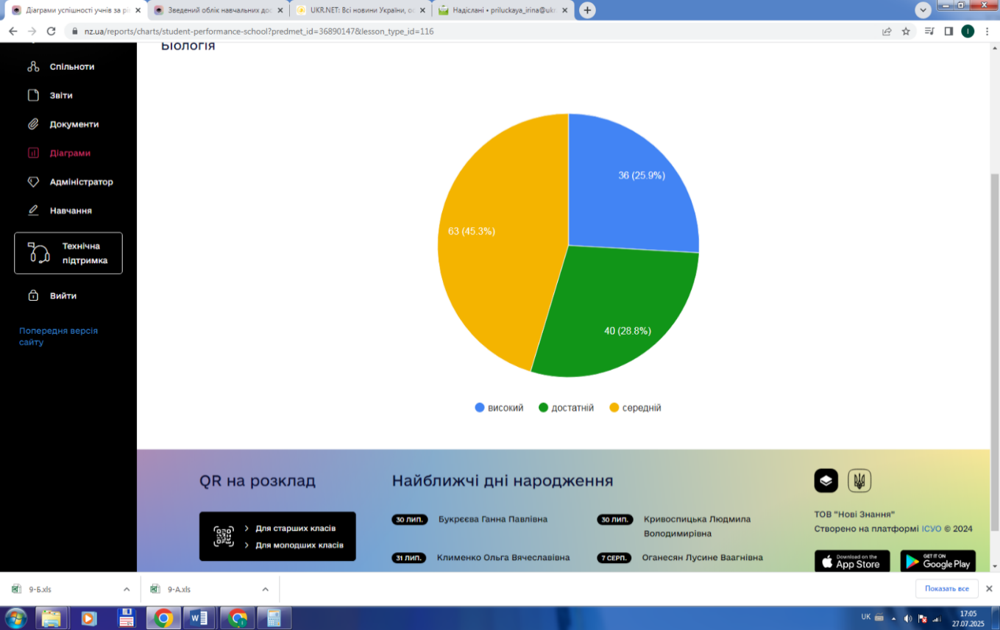 Діаграми успішності учнів за рі
Зведений облік навчальних дос
UKR.NET: Всі новини України, ос
Надіслані • priluckaya_irina@ukr
nz.ua/reports/charts/student-performance-school?predmet_id=36890147&lesson_type_id=116
I
Біологія
Спільноти
Звіти
Документи
Діаграми
Адміністратор
Навчання
Технічна
підтримка
Вийти
Попередня версія
сайту
36 (25.9%)
63 (45.3%)
40 (28.8%)
високий
достатній
середній
QR на розклад
Для старших класів
Для молодших класів
Найближчі дні народження
30 ЛИП. Букреєва Ганна Павлівна
30 ЛИП. Кривоспицька Людмила
Володимирівна
31 ЛИП. Клименко Ольга Вячеславівна
7 СЕРП. Оганесян Лусине Ваагнівна
ТОВ "Нові Знання"
Створено на платформі ІСУО © 2024
Download on the
App Store
GET IT ON
Google Play
9-Б.xls
9-А.xls
Показать все
UK
17:05
27.07.2025